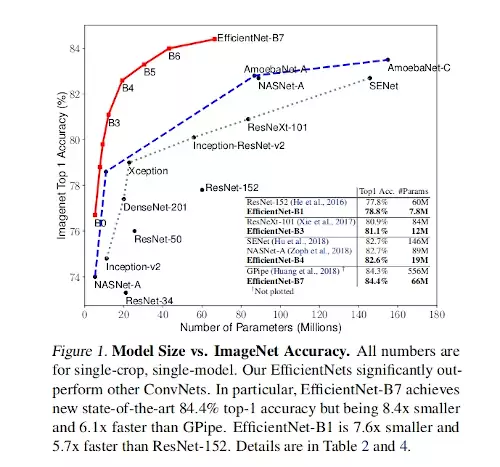 84
82
80
78
76
74
Imagenet Top 1 Accuracy (%)
EfficientNet-B7
B6
B5
B4
B3
B0
AmoebaNet-A
AmoebaNet-C
NASNet-A
SENet
ResNeXt-101
Inception-ResNet-v2
Xception
ResNet-152
DenseNet-201
ResNet-50
Inception-v2
NASNet-A
ResNet-34
Top1 Acc. #Params
ResNet-152 (He et al., 2016) 77.8% 60M
EfficientNet-B1 78.8% 7.8M
ResNeXt-101 (Xie et al., 2017) 80.9% 84M
EfficientNet-B3 81.1% 12M
SENet (Hu et al., 2018) 82.7% 146M
NASNet-A (Zoph et al., 2018) 82.7% 89M
EfficientNet-B4 82.6% 19M
GPipe (Huang et al., 2018) † 84.3% 556M
EfficientNet-B7 84.4% 66M
†Not plotted
0 20 40 60 80 100 120 140 160 180
Number of Parameters (Millions)
Figure 1. Model Size vs. ImageNet Accuracy. All numbers are
for single-crop, single-model. Our EfficientNets significantly out-
perform other ConvNets. In particular, EfficientNet-B7 achieves
new state-of-the-art 84.4% top-1 accuracy but being 8.4x smaller
and 6.1x faster than GPipe. EfficientNet-B1 is 7.6x smaller and
5.7x faster than ResNet-152. Details are in Table 2 and 4.